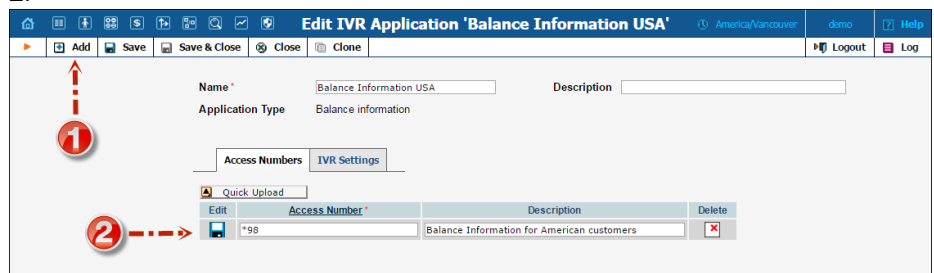 Edit IVR Application 'Balance Information USA' America/Vancouver demo ? Help
Add Save Save & Close Close Clone Logout Log
Name * Balance Information USA Description
Application Type Balance information
1
Access Numbers IVR Settings
Quick Upload
Edit Access Number * Description Delete
2 *98 Balance Information for American customers